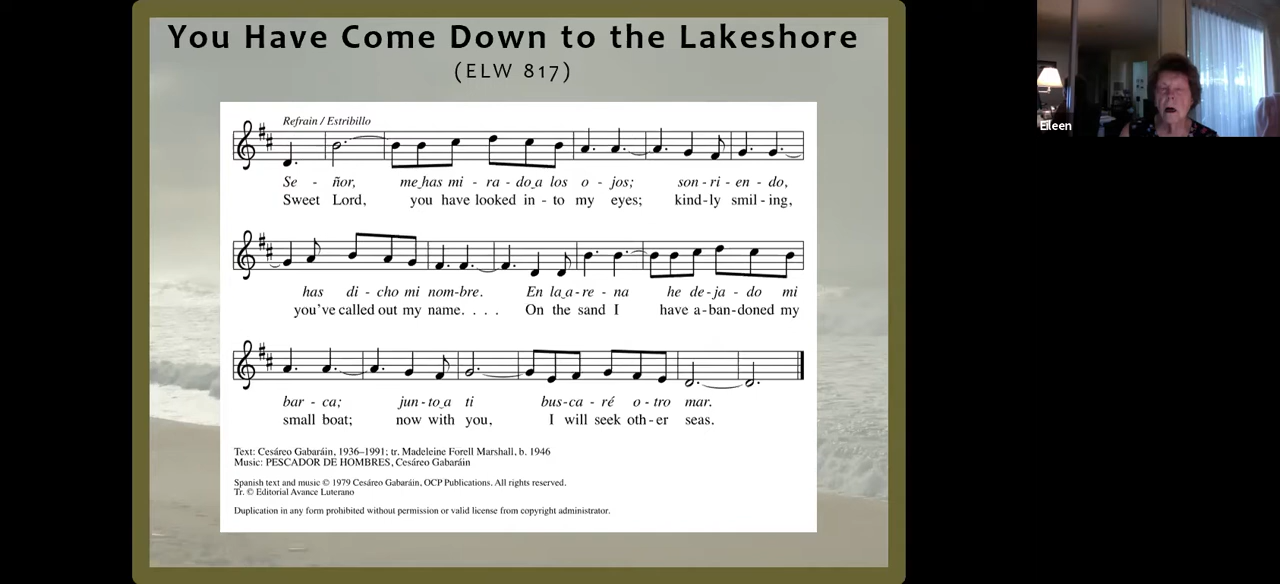 You Have Come Down to the Lakeshore
(ELW 817)
Eileen
Refrain / Estribillo
Se - ñor, me has mi - ra - do a los o - jos; son - ri - en - do,
Sweet Lord, you have looked in - to my eyes; kind - ly smil - ing,
has di - cho mi nom - bre. En la a - re - na he de - ja - do mi
you've called out my name. . . . On the sand I have a - ban - doned my
bar - ca; jun - to a ti bus - ca - ré o - tro mar.
small boat; now with you, I will seek oth - er seas.
Text: Cesáreo Gabaráin, 1936–1991; tr. Madeleine Forell Marshall, b. 1946
Music: PESCADOR DE HOMBRES, Cesáreo Gabaráin
Spanish text and music © 1979 Cesáreo Gabaráin, OCP Publications. All rights reserved.
Tr. © Editorial Avance Luterano
Duplication in any form prohibited without permission or valid license from copyright administrator.